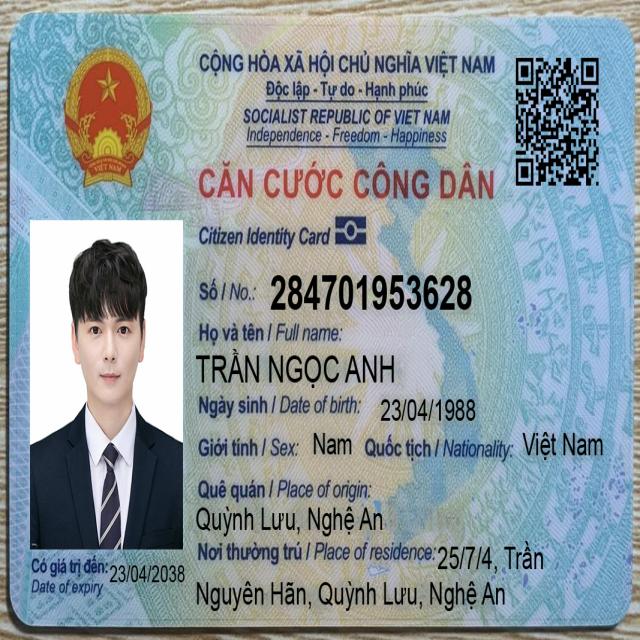 CỘNG HÒA XÃ HỘI CHỦ NGHĨA VIỆT NAM
Độc lập - Tự do - Hạnh phúc
SOCIALIST REPUBLIC OF VIET NAM
Independence - Freedom - Happiness
CĂN CƯỚC CÔNG DÂN
Citizen Identity Card
VIỆT NAM
Số / No.: 284701953628
Họ và tên / Full name:
TRẦN NGỌC ANH
Ngày sinh / Date of birth: 23/04/1988
Giới tính / Sex: Nam Quốc tịch / Nationality: Việt Nam
Quê quán / Place of origin:
Quỳnh Lưu, Nghệ An
Nơi thường trú / Place of residence: 25/7/4, Trần
Nguyên Hãn, Quỳnh Lưu, Nghệ An
Có giá trị đến: 23/04/2038
Date of expiry